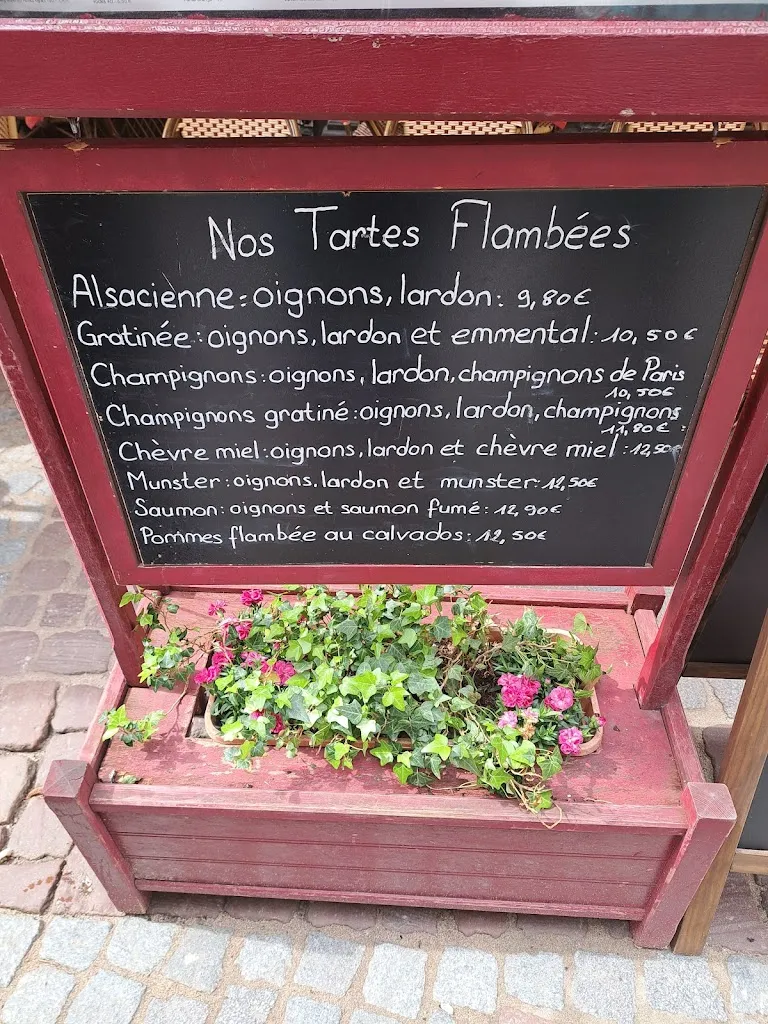 Nos Tartes Flambées
Alsacienne: oignons, lardon: 9,80€
Gratinée: oignons, lardon et emmental: 10,50€
Champignons: oignons, lardon, champignons de Paris
10,50€
Champignons gratiné: oignons, lardon, champignons
11,80€
Chèvre miel: oignons, lardon et chèvre miel: 12,50€
Munster: oignons. lardon et munster: 12,50€
Saumon: oignons et saumon fumé: 12,90€
Pommes flambée au calvados: 12,50€